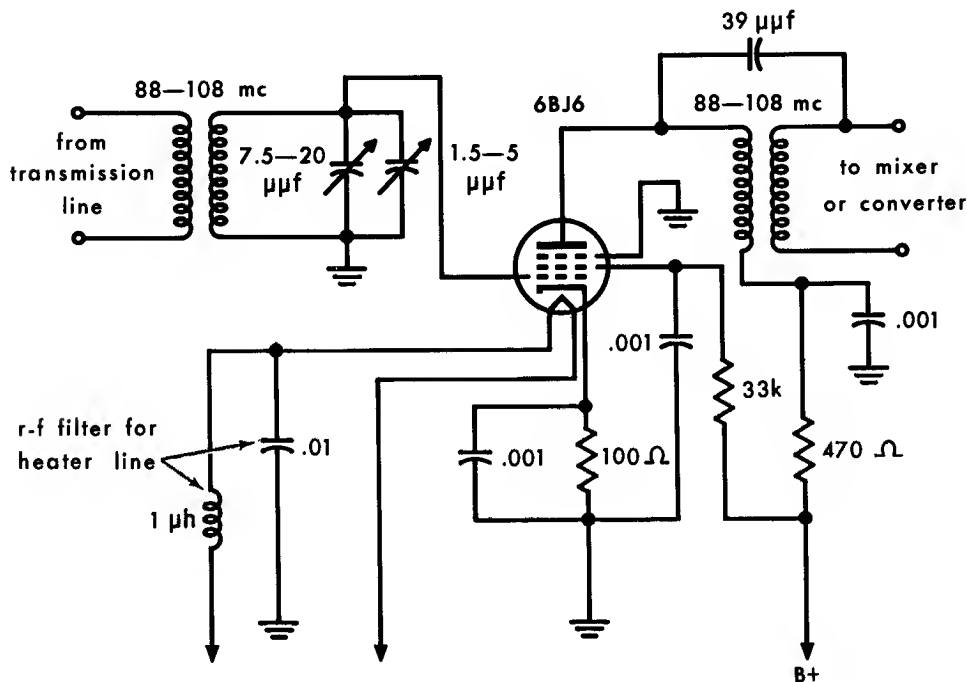 39 μμf
88—108 mc
6BJ6
88—108 mc
from
transmission
line
7.5—20
μμf
1.5—5
μμf
to mixer
or converter
.001
.001
33k
r-f filter for
heater line
.01
.001
100 Ω
470 Ω
1 μh
B+